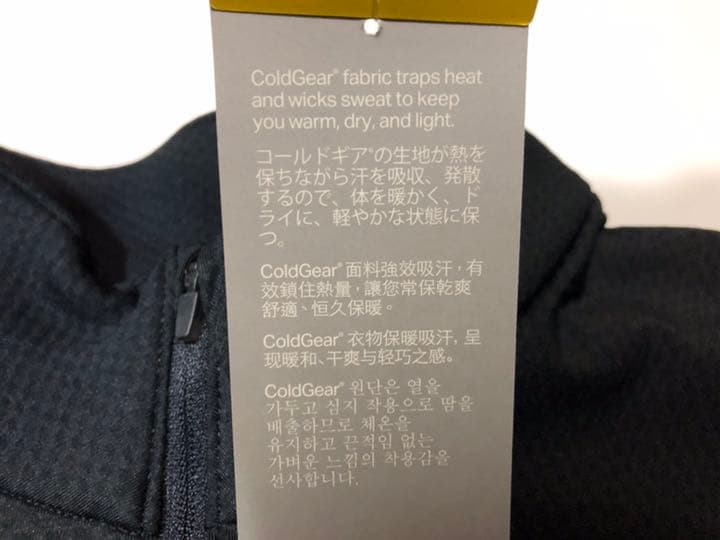 ColdGear® fabric traps heat
and wicks sweat to keep
you warm, dry, and light.
コールドギア®の生地が熱を
保ちながら汗を吸収、発散
するので、体を暖かく、ド
ライに、軽やかな状態に保
つ。
ColdGear® 面料強效吸汗，有
效鎖住熱量，讓您常保乾爽
舒適、恒久保暖。
ColdGear® 衣物保暖吸汗，呈
现暖和、干爽与轻巧之感。
ColdGear® 원단은 열을
가두고 심지 작용으로 땀을
배출하므로 체온을
유지하고 끈적임 없는
가벼운 느낌의 착용감을
선사합니다.